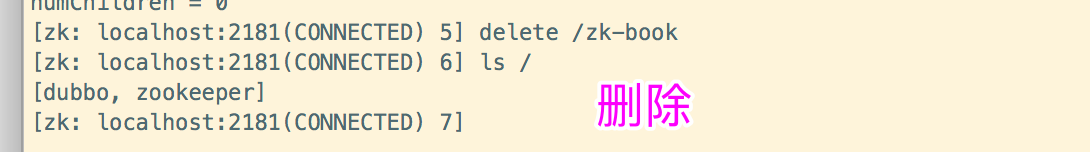 numChildren = 0
[zk: localhost:2181(CONNECTED) 5] delete /zk-book
[zk: localhost:2181(CONNECTED) 6] ls /
[dubbo, zookeeper]
[zk: localhost:2181(CONNECTED) 7]
删除